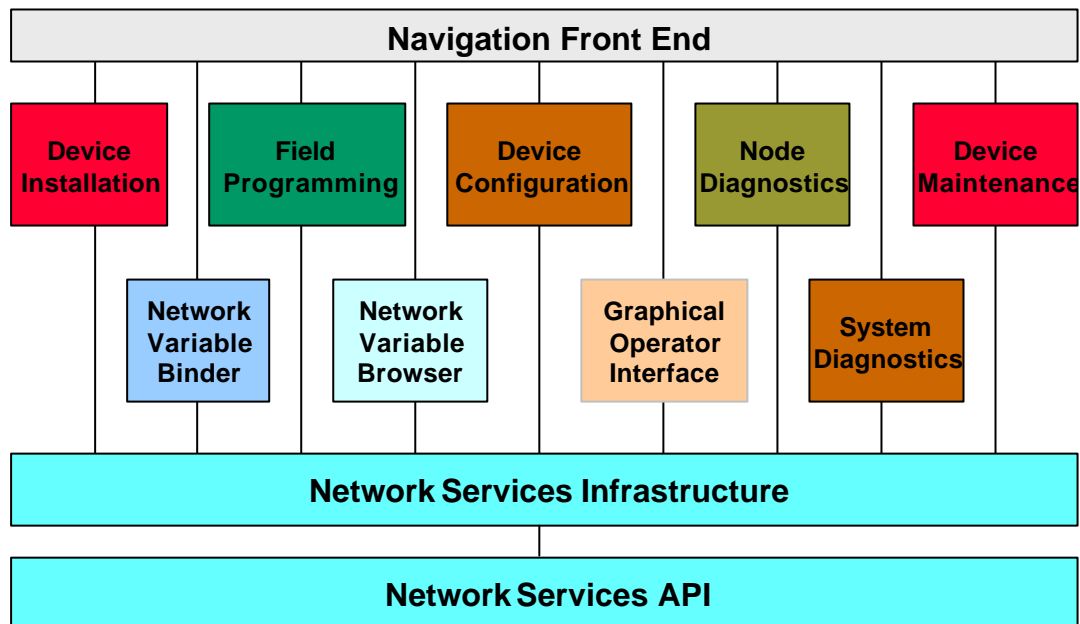 Navigation Front End
Device
Installation
Field
Programming
Device
Configuration
Node
Diagnostics
Device
Maintenance
Network
Variable
Binder
Network
Variable
Browser
Graphical
Operator
Interface
System
Diagnostics
Network Services Infrastructure
Network Services API